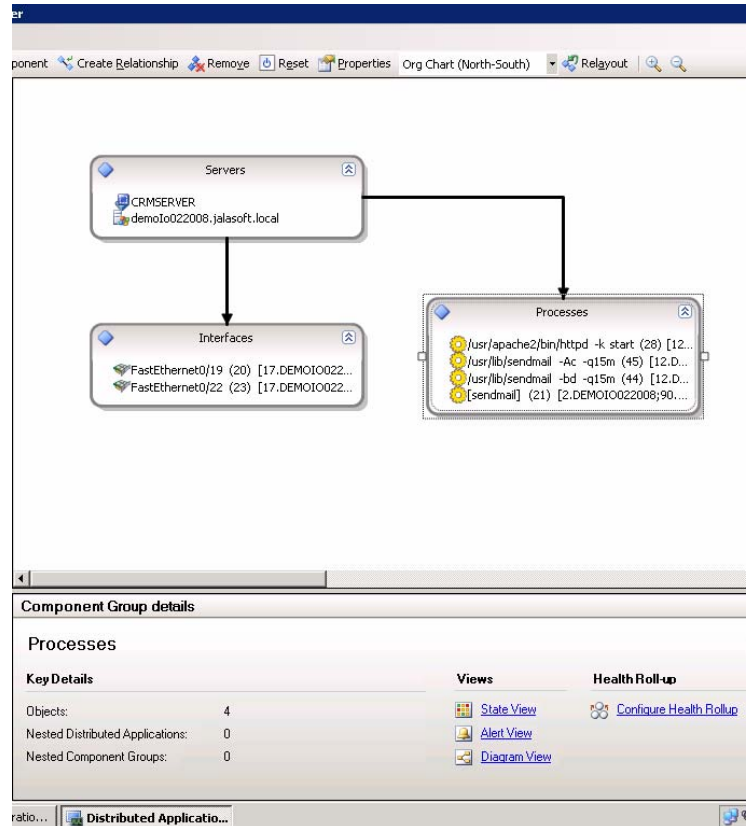 er
ponent Create Relationship Remove Reset Properties Org Chart (North-South) Relayout
Servers
CRMSERVER
demoIo022008.jalasoft.local
Interfaces
FastEthernet0/19 (20) [17.DEMOIO022...
FastEthernet0/22 (23) [17.DEMOIO022...
Processes
/usr/apache2/bin/httpd -k start (28) [12...
/usr/lib/sendmail -Ac -q15m (45) [12.D...
/usr/lib/sendmail -bd -q15m (44) [12.D...
[sendmail] (21) [2.DEMOIO022008;90....
Component Group details
Processes
Key Details
Objects: 4
Nested Distributed Applications: 0
Nested Component Groups: 0
Views
State View
Alert View
Diagram View
Health Roll-up
Configure Health Rollup
ratio... Distributed Applicatio...